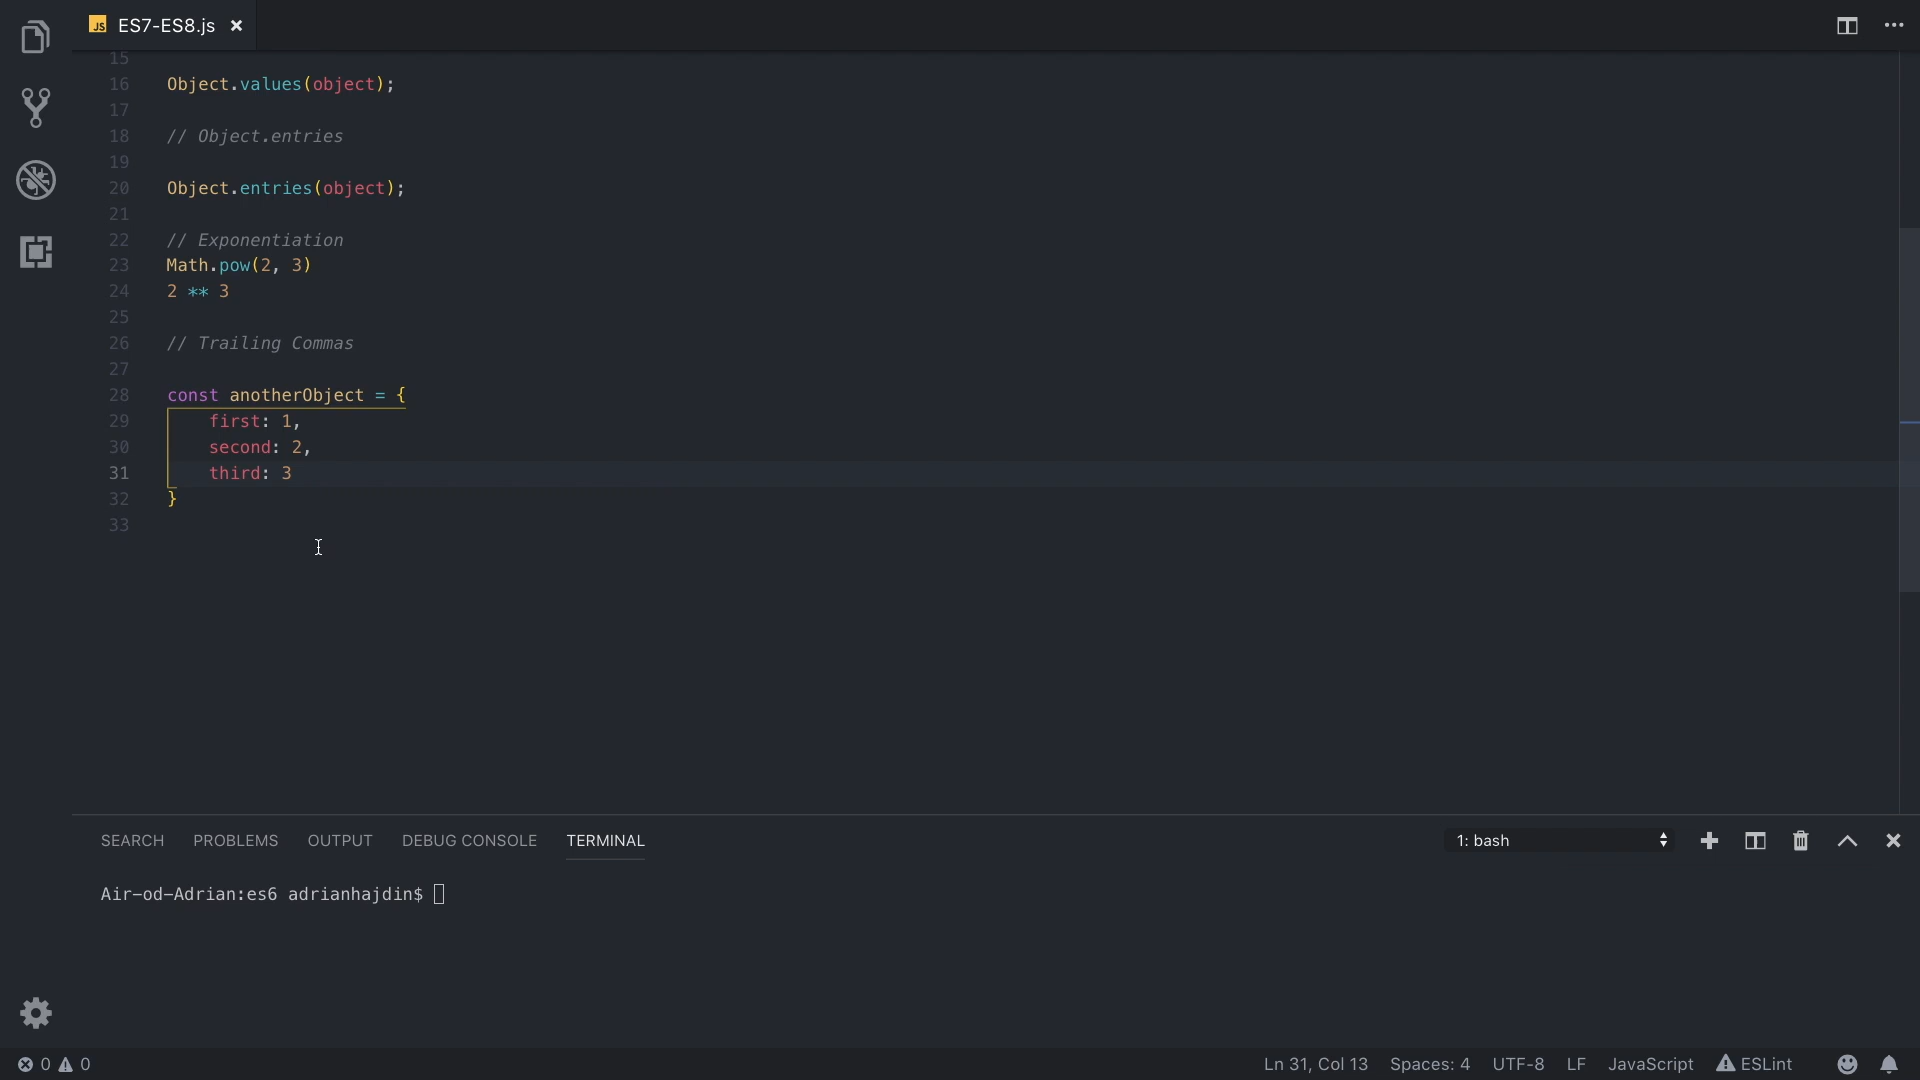 JS ES7-ES8.js
15
16 Object.values(object);
17
18 // Object.entries
19
20 Object.entries(object);
21
22 // Exponentiation
23 Math.pow(2, 3)
24 2 ** 3
25
26 // Trailing Commas
27
28 const anotherObject = {
29     first: 1,
30     second: 2,
31     third: 3
32 }
33
SEARCH PROBLEMS OUTPUT DEBUG CONSOLE TERMINAL 1: bash
Air-od-Adrian:es6 adrianhajdin$
0 0 Ln 31, Col 13 Spaces: 4 UTF-8 LF JavaScript ESLint